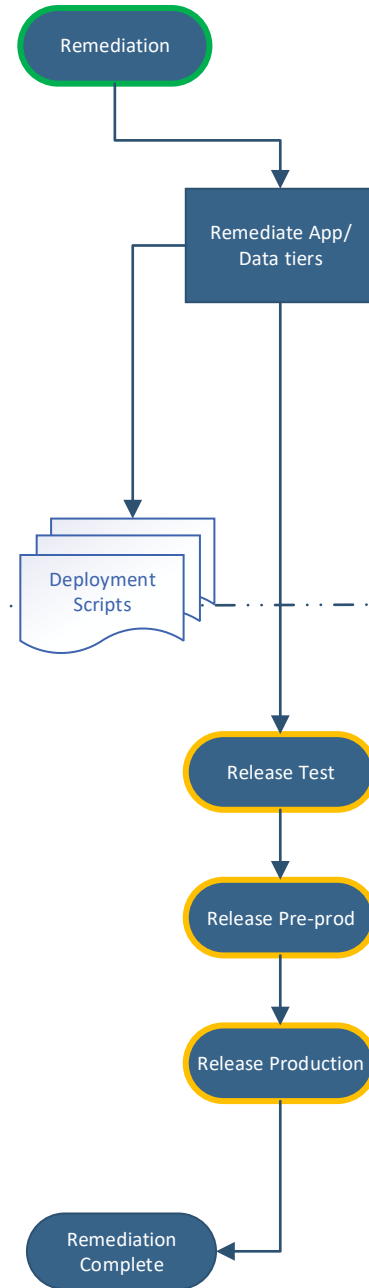 Remediation
Remediate App/
Data tiers
Deployment
Scripts
Release Test
Release Pre-prod
Release Production
Remediation
Complete